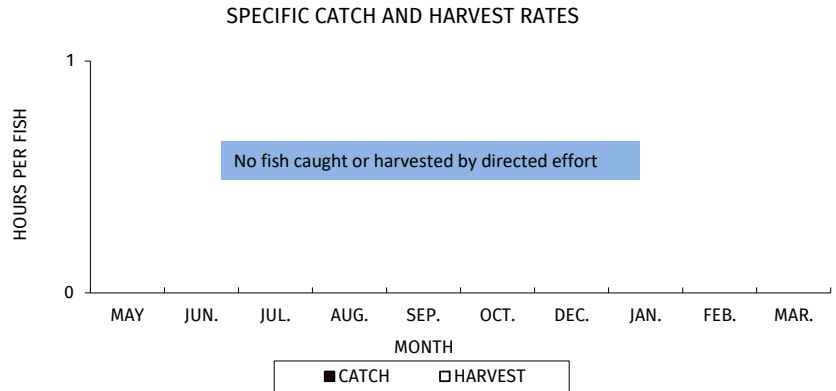 SPECIFIC CATCH AND HARVEST RATES
1
HOURS PER FISH
No fish caught or harvested by directed effort
0
MAY JUN. JUL. AUG. SEP. OCT. DEC. JAN. FEB. MAR.
MONTH
CATCH HARVEST